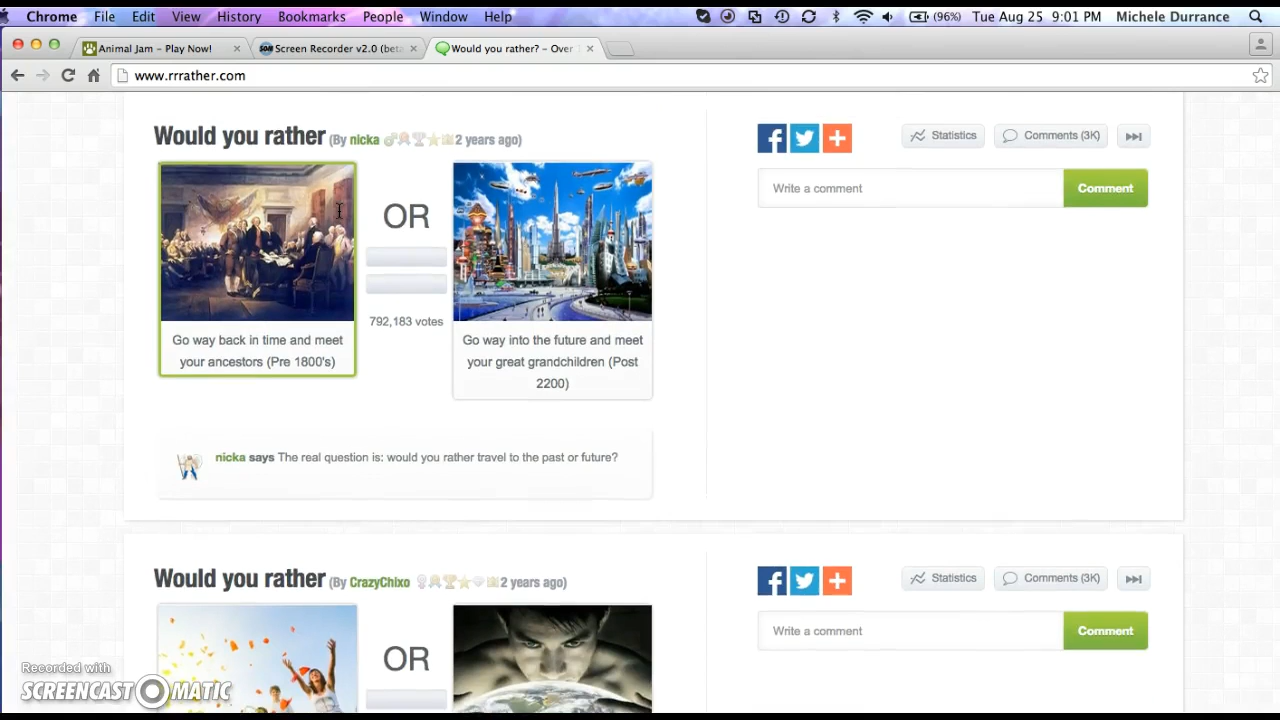 Chrome File Edit View History Bookmarks People Window Help (96%) Tue Aug 25 9:01 PM Michele Durrance
Animal Jam – Play Now! × Screen Recorder v2.0 (beta × Would you rather? – Over ×
www.rrrather.com
Would you rather (By nicka 2 years ago)
Statistics
Comments (3K)
Write a comment
Comment
OR
792,183 votes
Go way back in time and meet
your ancestors (Pre 1800's)
Go way into the future and meet
your great grandchildren (Post
2200)
nicka says The real question is: would you rather travel to the past or future?
Would you rather (By CrazyChixo 2 years ago)
Statistics
Comments (3K)
Write a comment
Comment
OR
Recorded with
SCREENCAST MATIC